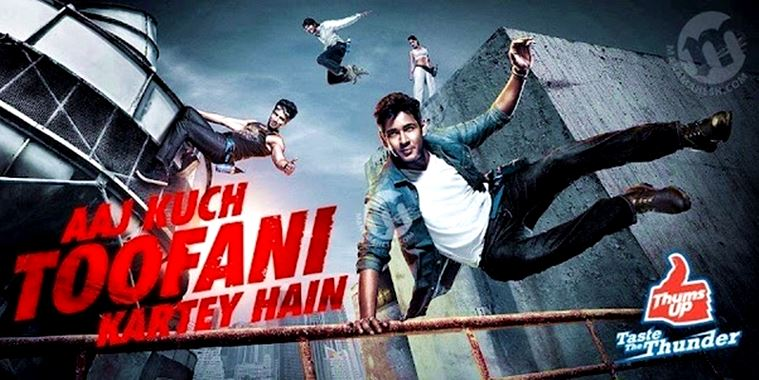 AAJ KUCH
TOOFANI
KARTEY HAIN
Thums
UP
Taste
The Thunder